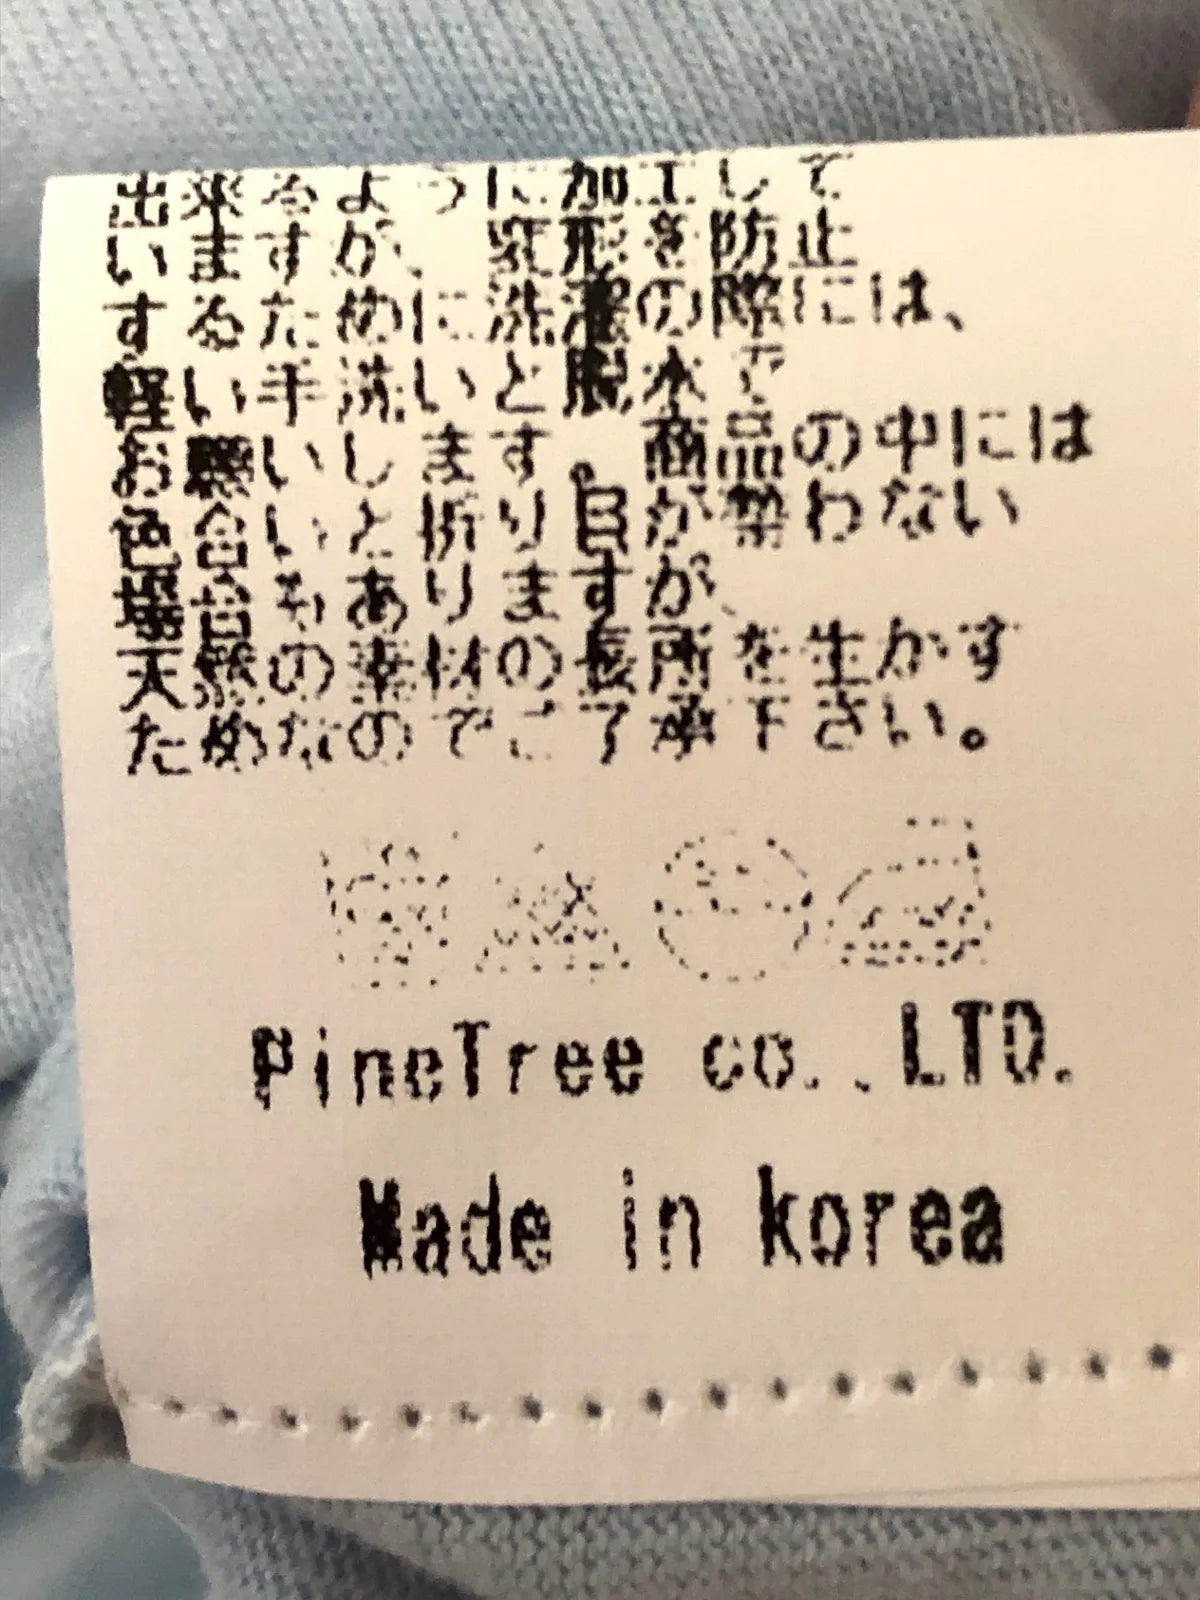 出来るように加工して
いますが、変形を防止
するために洗濯の際には、
軽い手洗いと脱水で
お願いします。商品の中には
色合いと折り目が禁わない
場合もありますが、
天然の素材の長所を生かす
ためなのでご了承下さい。
PineTree co.,LTD.
Made in korea